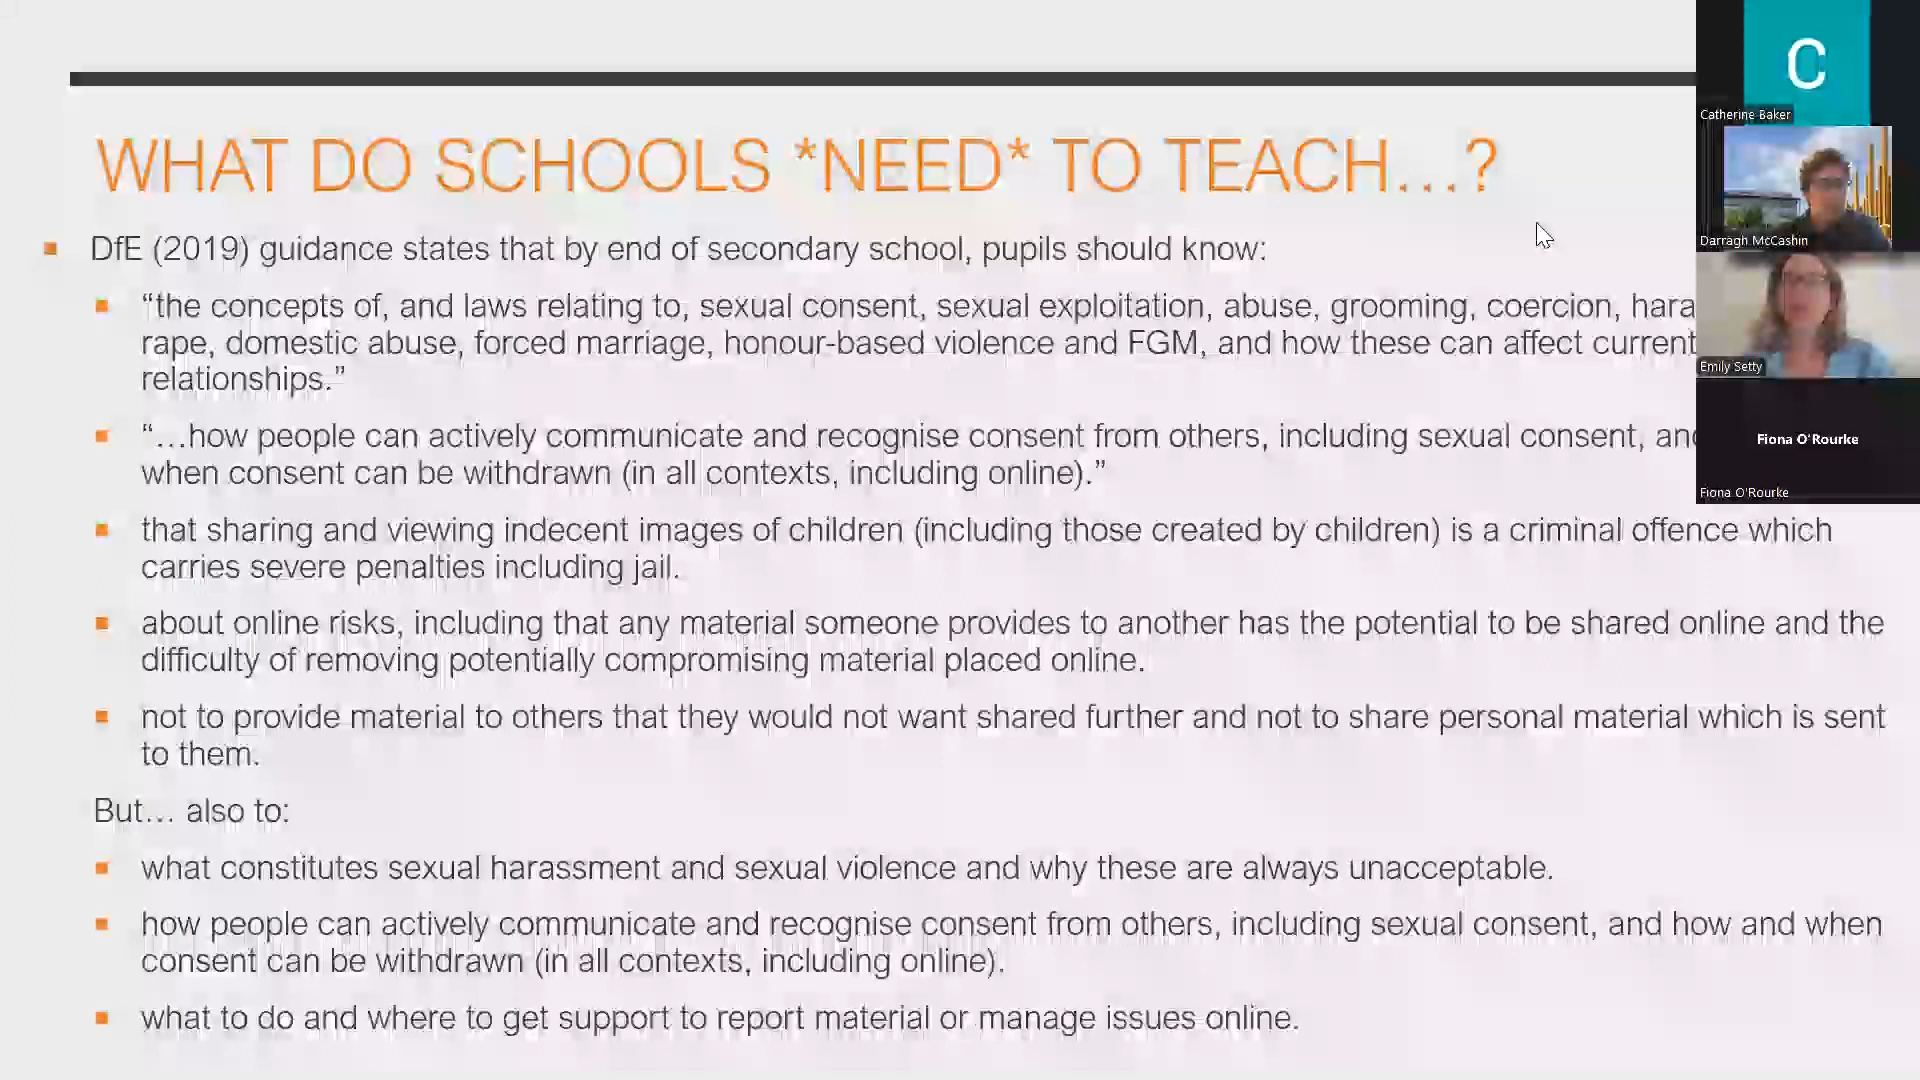 WHAT DO SCHOOLS *NEED* TO TEACH...?
DfE (2019) guidance states that by end of secondary school, pupils should know:
“the concepts of, and laws relating to, sexual consent, sexual exploitation, abuse, grooming, coercion,
rape, domestic abuse, forced marriage, honour-based violence and FGM, and how these can affect current
relationships.”
“…how people can actively communicate and recognise consent from others, including sexual consent,
when consent can be withdrawn (in all contexts, including online).”
that sharing and viewing indecent images of children (including those created by children) is a criminal offence which
carries severe penalties including jail.
about online risks, including that any material someone provides to another has the potential to be shared online and the
difficulty of removing potentially compromising material placed online.
not to provide material to others that they would not want shared further and not to share personal material which is sent
to them.
But… also to:
what constitutes sexual harassment and sexual violence and why these are always unacceptable.
how people can actively communicate and recognise consent from others, including sexual consent, and how and when
consent can be withdrawn (in all contexts, including online).
what to do and where to get support to report material or manage issues online.
C
Catherine Baker
Darragh McCashin
Emily Setty
Fiona O'Rourke
Fiona O'Rourke